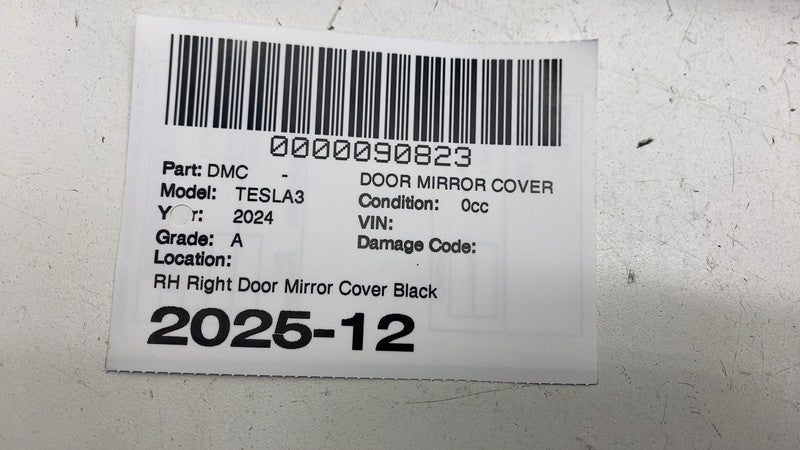 0000090823
Part: DMC - DOOR MIRROR COVER
Model: TESLA3 Condition: 0cc
Y r: 2024 VIN:
Grade: A Damage Code:
Location:
RH Right Door Mirror Cover Black
2025-12